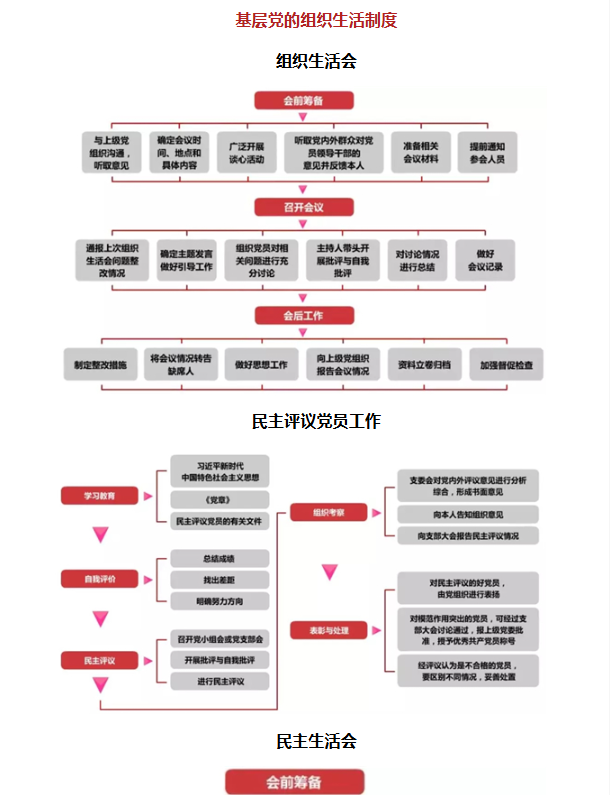 基层党的组织生活制度
组织生活会
会前筹备
与上级党
组织沟通，
听取意见
确定会议时
间、地点和
具体内容
广泛开展
谈心活动
听取党内外群众对党
员领导干部的
意见并反馈本人
准备相关
会议材料
提前通知
参会人员
召开会议
通报上次组织
生活会问题整
改情况
确定主题发言
做好引导工作
组织党员对相
关问题进行充
分讨论
主持人带头开
展批评与自我
批评
对讨论情况
进行总结
做好
会议记录
会后工作
制定整改措施
将会议情况转告
缺席人
做好思想工作
向上级党组织
报告会议情况
资料立卷归档
加强督促检查
民主评议党员工作
学习教育
习近平新时代
中国特色社会主义思想
《党章》
民主评议党员的有关文件
自我评价
总结成绩
找出差距
明确努力方向
民主评议
召开党小组会或党支部会
开展批评与自我批评
进行民主评议
组织考察
支委会对党内外评议意见进行分析
综合，形成书面意见
向本人告知组织意见
向支部大会报告民主评议情况
表彰与处理
对民主评议的好党员，
由党组织进行表扬
对模范作用突出的党员，可经过支
部大会讨论通过，报上级党委批
准，授予优秀共产党员称号
经评议认为是不合格的党员，
要区别不同情况，妥善处置
民主生活会
会前筹备